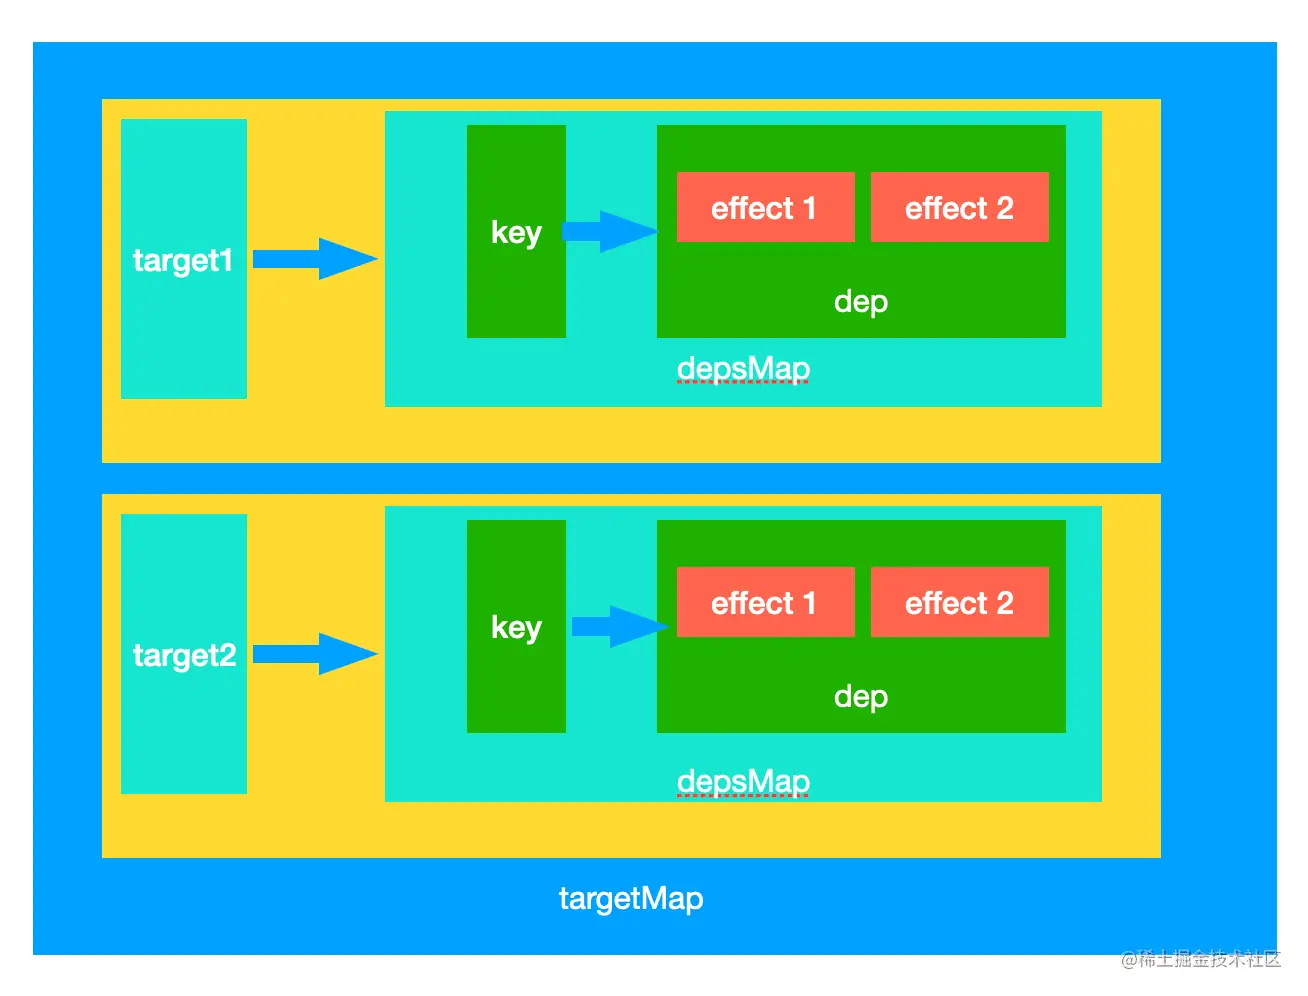 target1
key
effect 1
effect 2
dep
depsMap
target2
key
effect 1
effect 2
dep
depsMap
targetMap
@稀土掘金技术社区